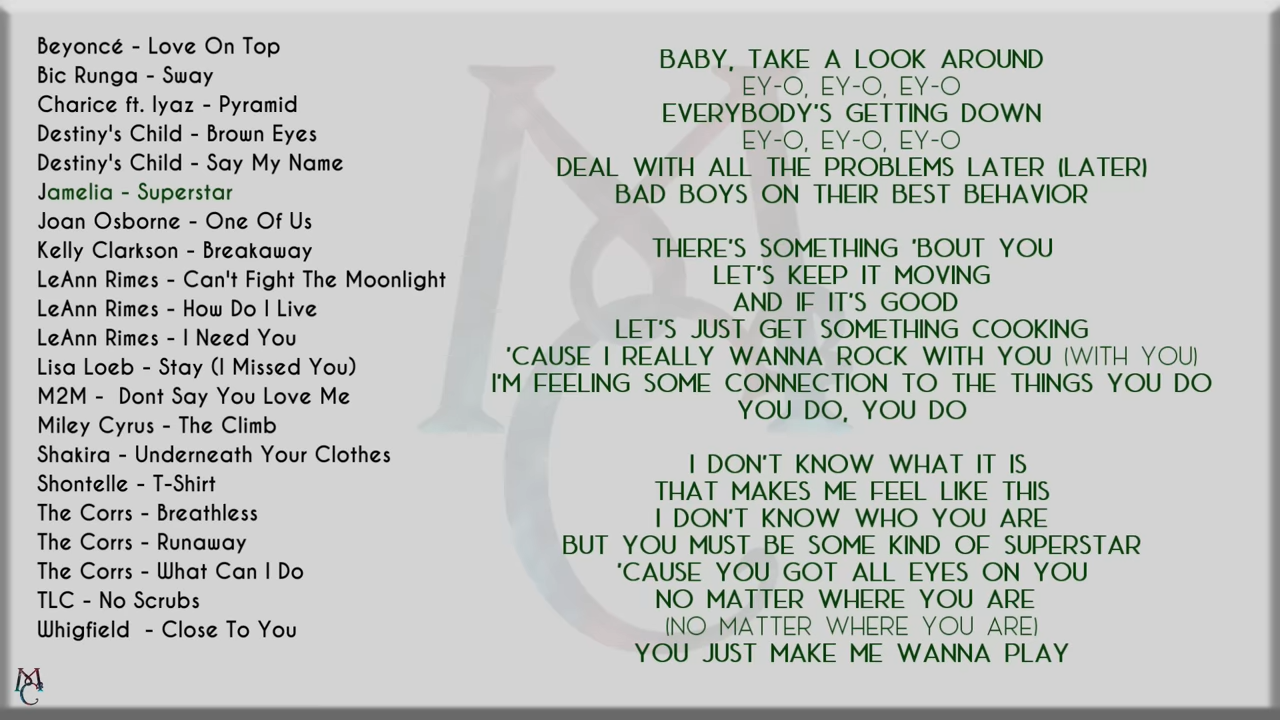 Beyoncé - Love On Top
Bic Runga - Sway
Charice ft. Iyaz - Pyramid
Destiny's Child - Brown Eyes
Destiny's Child - Say My Name
Jamelia - Superstar
Joan Osborne - One Of Us
Kelly Clarkson - Breakaway
LeAnn Rimes - Can't Fight The Moonlight
LeAnn Rimes - How Do I Live
LeAnn Rimes - I Need You
Lisa Loeb - Stay (I Missed You)
M2M -  Dont Say You Love Me
Miley Cyrus - The Climb
Shakira - Underneath Your Clothes
Shontelle - T-Shirt
The Corrs - Breathless
The Corrs - Runaway
The Corrs - What Can I Do
TLC - No Scrubs
Whigfield  - Close To You
MC
BABY, TAKE A LOOK AROUND
EY-O, EY-O, EY-O
EVERYBODY'S GETTING DOWN
EY-O, EY-O, EY-O
DEAL WITH ALL THE PROBLEMS LATER (LATER)
BAD BOYS ON THEIR BEST BEHAVIOR
THERE'S SOMETHING 'BOUT YOU
LET'S KEEP IT MOVING
AND IF IT'S GOOD
LET'S JUST GET SOMETHING COOKING
'CAUSE I REALLY WANNA ROCK WITH YOU (WITH YOU)
I'M FEELING SOME CONNECTION TO THE THINGS YOU DO
YOU DO, YOU DO
I DON'T KNOW WHAT IT IS
THAT MAKES ME FEEL LIKE THIS
I DON'T KNOW WHO YOU ARE
BUT YOU MUST BE SOME KIND OF SUPERSTAR
'CAUSE YOU GOT ALL EYES ON YOU
NO MATTER WHERE YOU ARE
(NO MATTER WHERE YOU ARE)
YOU JUST MAKE ME WANNA PLAY